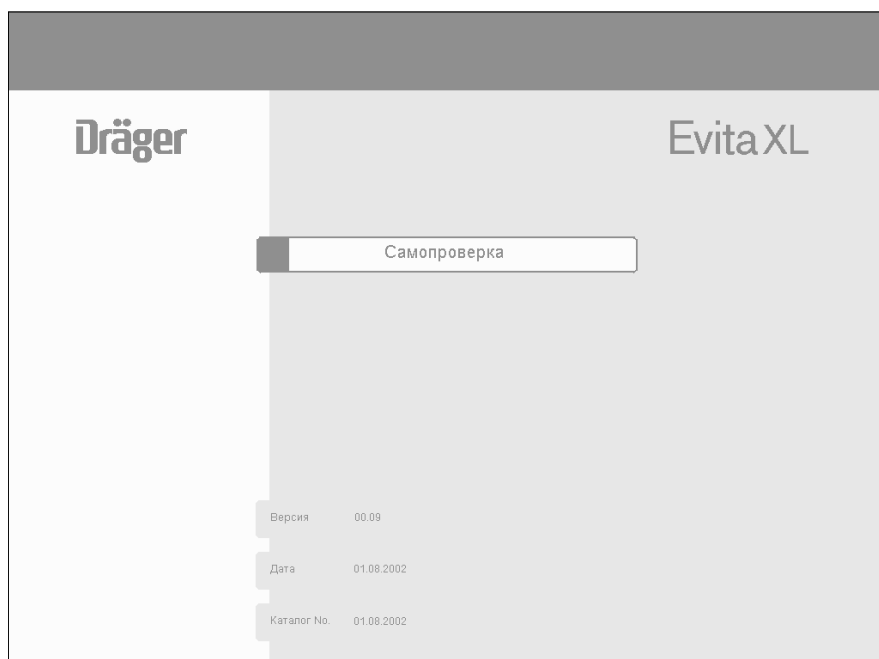 Dräger
Evita XL
Самопроверка
Версия 00.09
Дата 01.08.2002
Каталог No. 01.08.2002